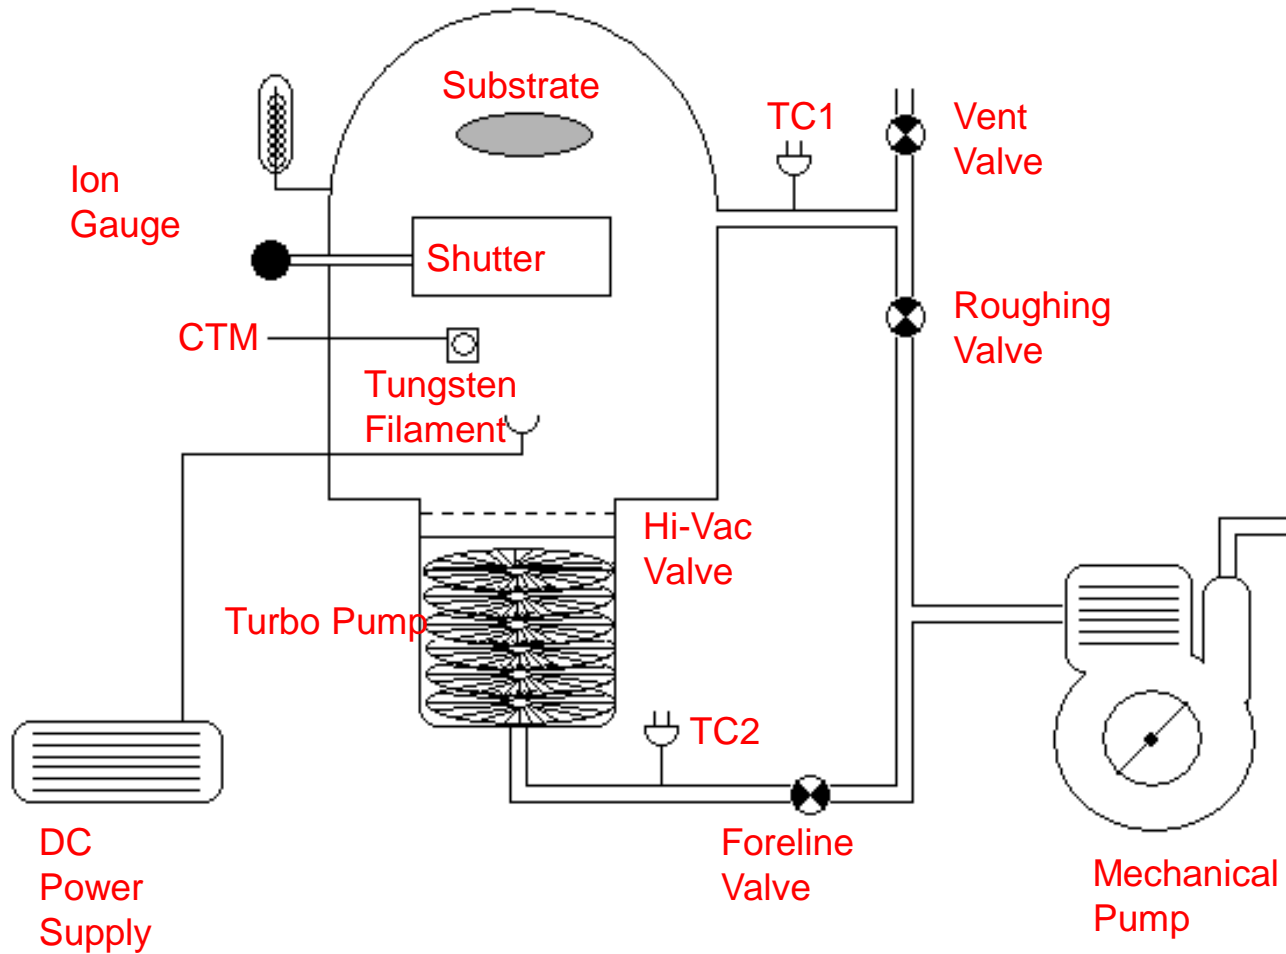 Substrate
TC1
Vent
Valve
Ion
Gauge
Shutter
Roughing
Valve
CTM
Tungsten
Filament
Hi-Vac
Valve
Turbo Pump
TC2
DC
Power
Supply
Foreline
Valve
Mechanical
Pump